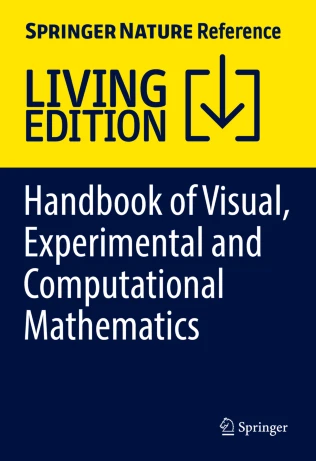 SPRINGER NATURE Reference
LIVING
EDITION
Handbook of Visual,
Experimental and
Computational
Mathematics
Springer